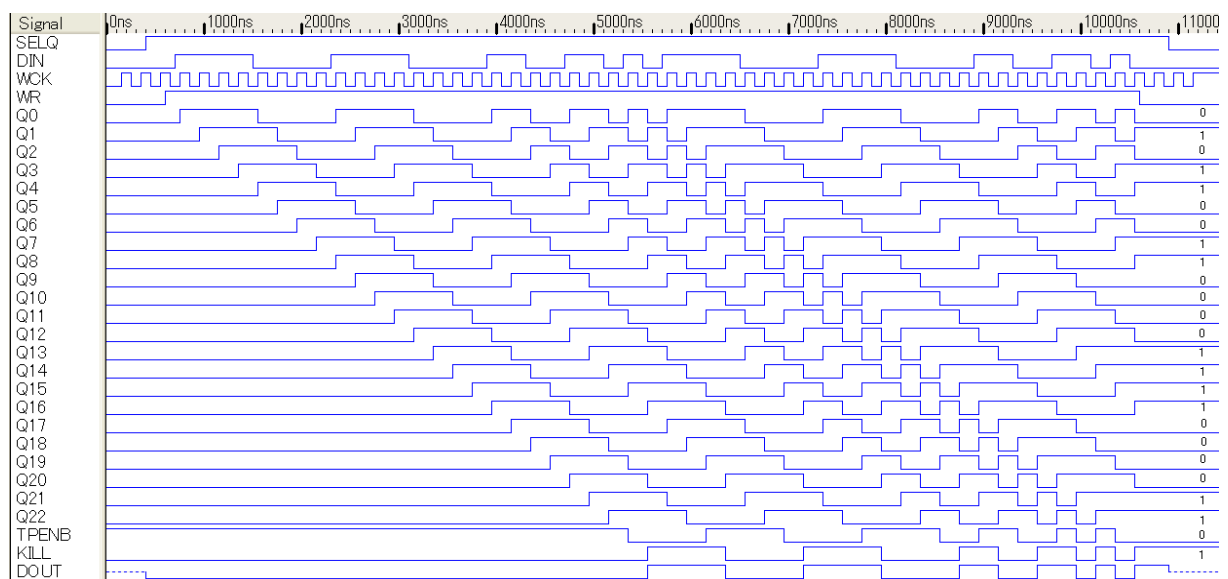 Signal 0ns 1000ns 2000ns 3000ns 4000ns 5000ns 6000ns 7000ns 8000ns 9000ns 10000ns 11000
SELQ
DIN
WCK
WR
Q0 0
Q1 1
Q2 0
Q3 1
Q4 1
Q5 0
Q6 0
Q7 1
Q8 1
Q9 0
Q10 0
Q11 0
Q12 0
Q13 1
Q14 1
Q15 1
Q16 1
Q17 0
Q18 0
Q19 0
Q20 0
Q21 1
Q22 1
TPENB 0
KILL 1
DOUT